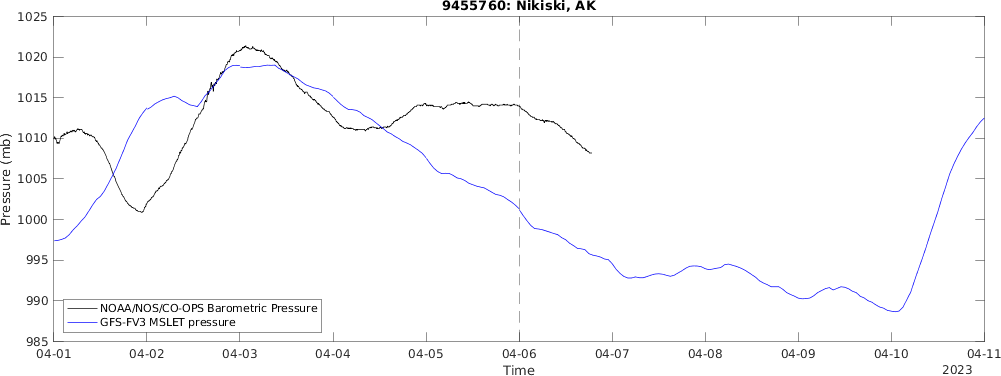 9455760: Nikiski, AK
Pressure (mb)
1025
1020
1015
1010
1005
1000
995
990
985
NOAA/NOS/CO-OPS Barometric Pressure
GFS-FV3 MSLET pressure
04-01 04-02 04-03 04-04 04-05 04-06 04-07 04-08 04-09 04-10 04-11
Time
2023